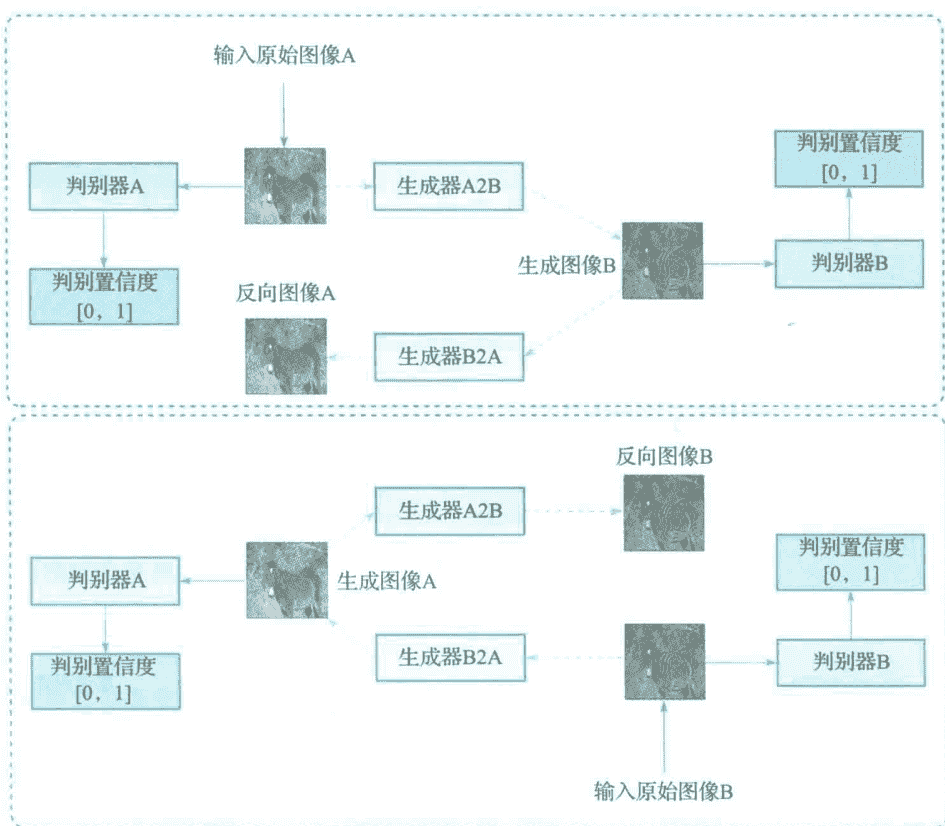 输入原始图像A
判别器A
生成器A2B
判别置信度
[0，1]
判别置信度
[0，1]
生成图像B
判别器B
反向图像A
生成器B2A
反向图像B
生成器A2B
判别器A
生成图像A
判别置信度
[0，1]
判别置信度
[0，1]
生成器B2A
判别器B
输入原始图像B